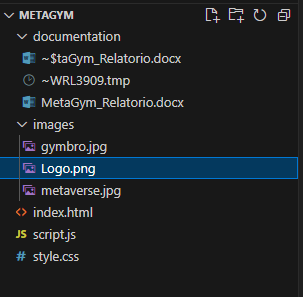 METAGYM
documentation
~$taGym_Relatorio.docx
~WRL3909.tmp
MetaGym_Relatorio.docx
images
gymbro.jpg
Logo.png
metaverse.jpg
<> index.html
JS script.js
# style.css